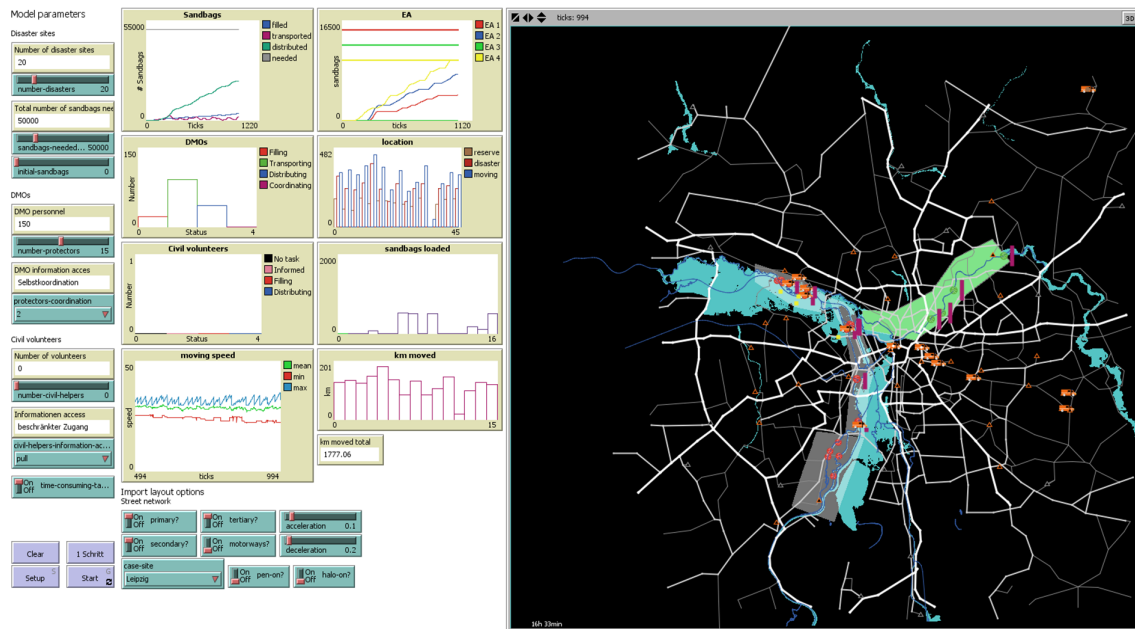 Model parameters
Disaster sites
Number of disaster sites
20
number-disasters 20
Total number of sandbags nee
50000
sandbags-needed... 50000
initial-sandbags 0
DMOs
DMO personnel
150
number-protectors 15
DMO information acces
Selbstkoordination
protectors-coordination
2
Civil volunteers
Number of volunteers
0
number-civil-helpers 0
Informationen access
beschränkter Zugang
civil-helpers-information-ac...
pull
On
Off
time-consuming-ta...
Clear
1 Schritt
Setup S
Start G
Sandbags
55000
# Sandbags
0
0 ticks 1220
filled
transported
distributed
needed
EA
16500
sandbags
0
0 ticks 1120
EA 1
EA 2
EA 3
EA 4
DMOs
150
Number
0
0 Status 4
Filling
Transporting
Distributing
Coordinating
location
482
0
0 45
reserve
disaster
moving
Civil volunteers
1
Number
0
0 Status 4
No task
Informed
Filling
Distributing
sandbags loaded
2000
0
0 16
moving speed
50
speed
0
494 ticks 994
mean
min
max
km moved
201
km
0
0 15
km moved total
1777.06
Import layout options
Street network
On
Off
primary?
On
Off
tertiary?
acceleration 0.1
On
Off
secondary?
On
Off
motorways?
deceleration 0.2
case-site
Leipzig
On
Off
pen-on?
On
Off
halo-on?
ticks: 994
3D
16h 33min